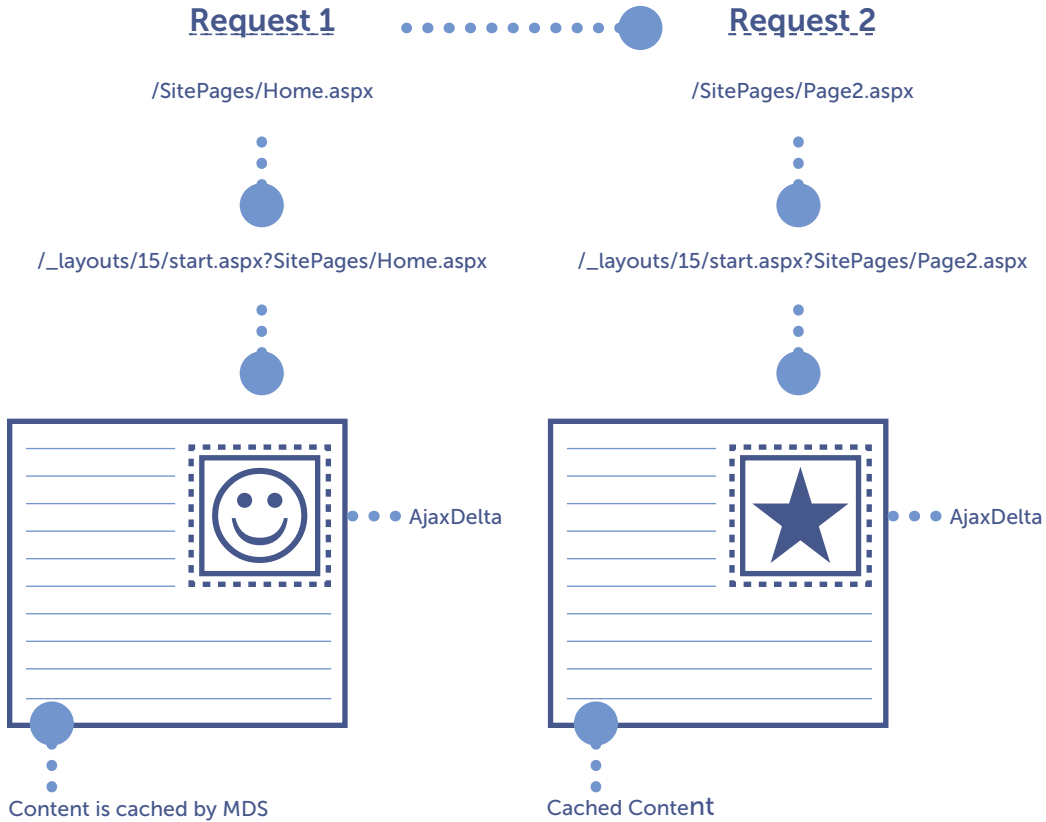 Request 1
Request 2
/SitePages/Home.aspx
/SitePages/Page2.aspx
/_layouts/15/start.aspx?SitePages/Home.aspx
/_layouts/15/start.aspx?SitePages/Page2.aspx
AjaxDelta
AjaxDelta
Content is cached by MDS
Cached Content